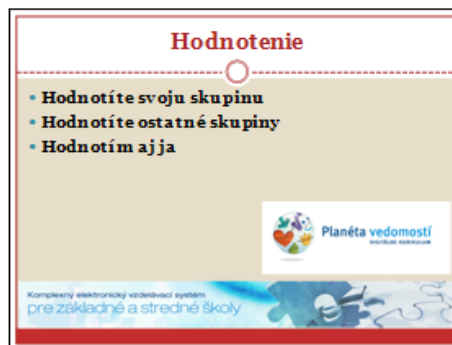 Hodnotenie
• Hodnotíte svoju skupinu
• Hodnotíte ostatné skupiny
• Hodnotím aj ja
Planéta vedomostí
DIGITÁLNE KURIKULUM
Komplexný elektronický vzdelávací systém
pre základné a stredné školy